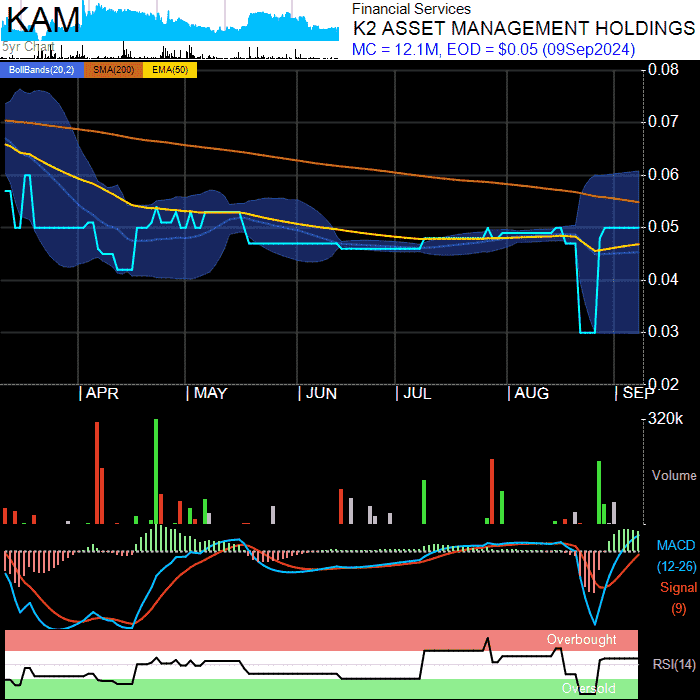 KAM
5yr Chart
Financial Services
K2 ASSET MANAGEMENT HOLDINGS
MC = 12.1M, EOD = $0.05 (09Sep2024)
BollBands(20,2) SMA(200) EMA(50)
0.08
0.07
0.06
0.05
0.04
0.03
0.02
APR MAY JUN JUL AUG SEP
320k
Volume
MACD
(12-26)
Signal
(9)
Overbought
RSI(14)
Oversold